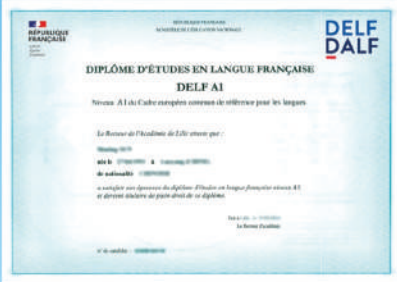 RÉPUBLIQUE
FRANÇAISE
RÉPUBLIQUE FRANÇAISE
MINISTÈRE DE L'ÉDUCATION NATIONALE
DELF
DALF
DIPLÔME D'ÉTUDES EN LANGUE FRANÇAISE
DELF A1
Niveau A1 du Cadre européen commun de référence pour les langues
Le Recteur de l'Académie de Lille atteste que :
né le à
de nationalité
a satisfait aux épreuves du diplôme d'études en langue française niveau A1
et devient titulaire de plein droit de ce diplôme.
Le Recteur d'académie
N° de candidat :